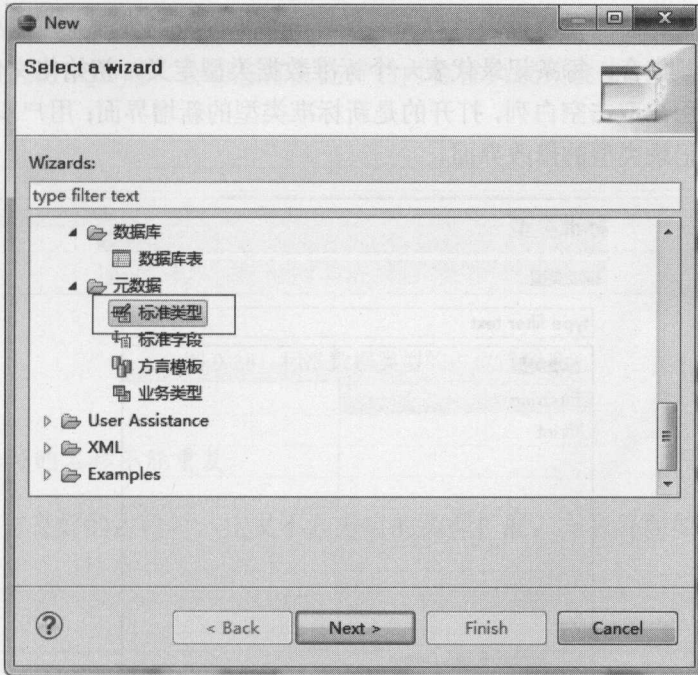 New
Select a wizard
Wizards:
type filter text
数据库
数据库表
元数据
标准类型
标准字段
方言模板
业务类型
User Assistance
XML
Examples
?
< Back
Next >
Finish
Cancel